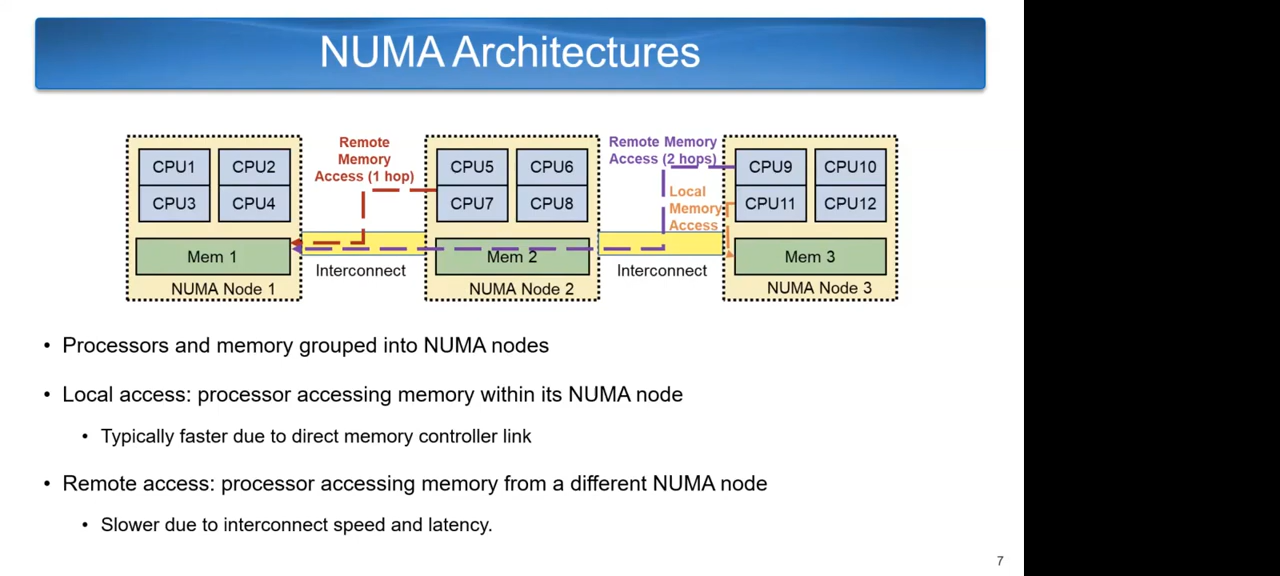 NUMA Architectures
CPU1
CPU2
CPU3
CPU4
Mem 1
NUMA Node 1
Remote
Memory
Access (1 hop)
Interconnect
CPU5
CPU6
CPU7
CPU8
Mem 2
NUMA Node 2
Remote Memory
Access (2 hops)
Local
Memory
Access
Interconnect
CPU9
CPU10
CPU11
CPU12
Mem 3
NUMA Node 3
• Processors and memory grouped into NUMA nodes
• Local access: processor accessing memory within its NUMA node
• Typically faster due to direct memory controller link
• Remote access: processor accessing memory from a different NUMA node
• Slower due to interconnect speed and latency.
7